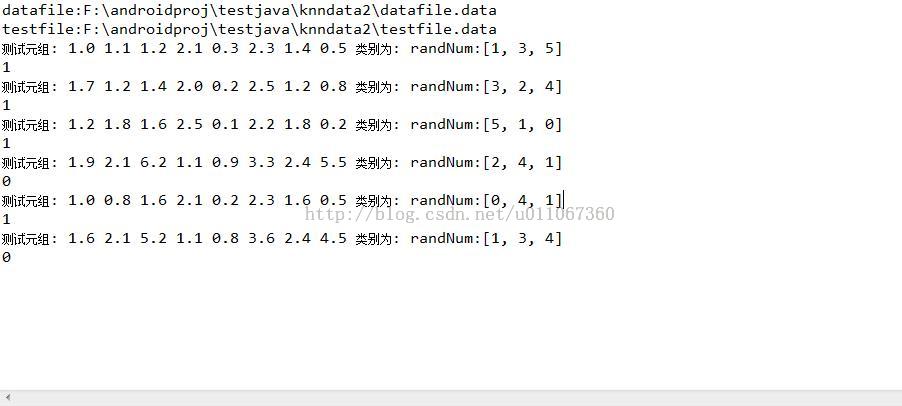 datafile:F:\androidproj\testjava\knndata2\datafile.data
testfile:F:\androidproj\testjava\knndata2\testfile.data
测试元组: 1.0 1.1 1.2 2.1 0.3 2.3 1.4 0.5 类别为: randNum:[1, 3, 5]
1
测试元组: 1.7 1.2 1.4 2.0 0.2 2.5 1.2 0.8 类别为: randNum:[3, 2, 4]
1
测试元组: 1.2 1.8 1.6 2.5 0.1 2.2 1.8 0.2 类别为: randNum:[5, 1, 0]
1
测试元组: 1.9 2.1 6.2 1.1 0.9 3.3 2.4 5.5 类别为: randNum:[2, 4, 1]
0
测试元组: 1.0 0.8 1.6 2.1 0.2 2.3 1.6 0.5 类别为: randNum:[0, 4, 1]
http://blog.csdn.net/u011067360
1
测试元组: 1.6 2.1 5.2 1.1 0.8 3.6 2.4 4.5 类别为: randNum:[1, 3, 4]
0